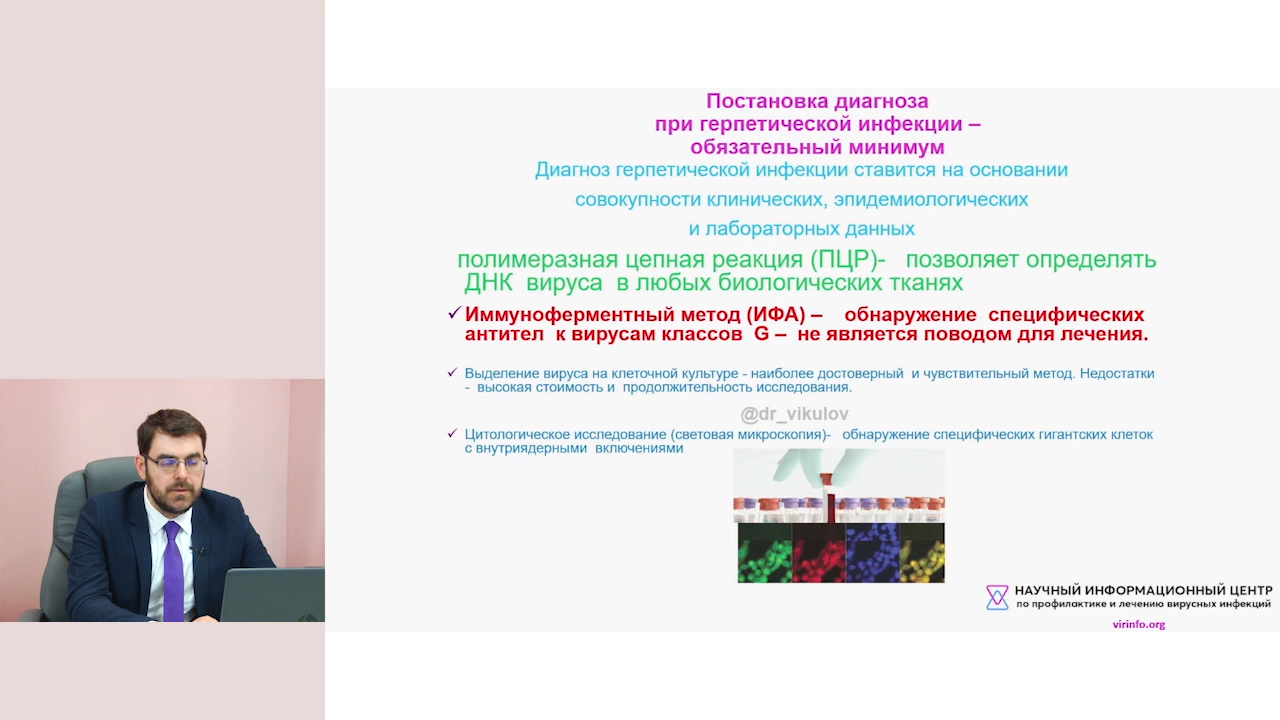 Постановка диагноза
при герпетической инфекции –
обязательный минимум
Диагноз герпетической инфекции ставится на основании
совокупности клинических, эпидемиологических
и лабораторных данных
полимеразная цепная реакция (ПЦР)- позволяет определять
ДНК вируса в любых биологических тканях
✓Иммуноферментный метод (ИФА) – обнаружение специфических
антител к вирусам классов G – не является поводом для лечения.
✓ Выделение вируса на клеточной культуре - наиболее достоверный и чувствительный метод. Недостатки
- высокая стоимость и продолжительность исследования.
@dr_vikulov
✓ Цитологическое исследование (световая микроскопия)- обнаружение специфических гигантских клеток
с внутриядерными включениями
НАУЧНЫЙ ИНФОРМАЦИОННЫЙ ЦЕНТР
по профилактике и лечению вирусных инфекций
virinfo.org